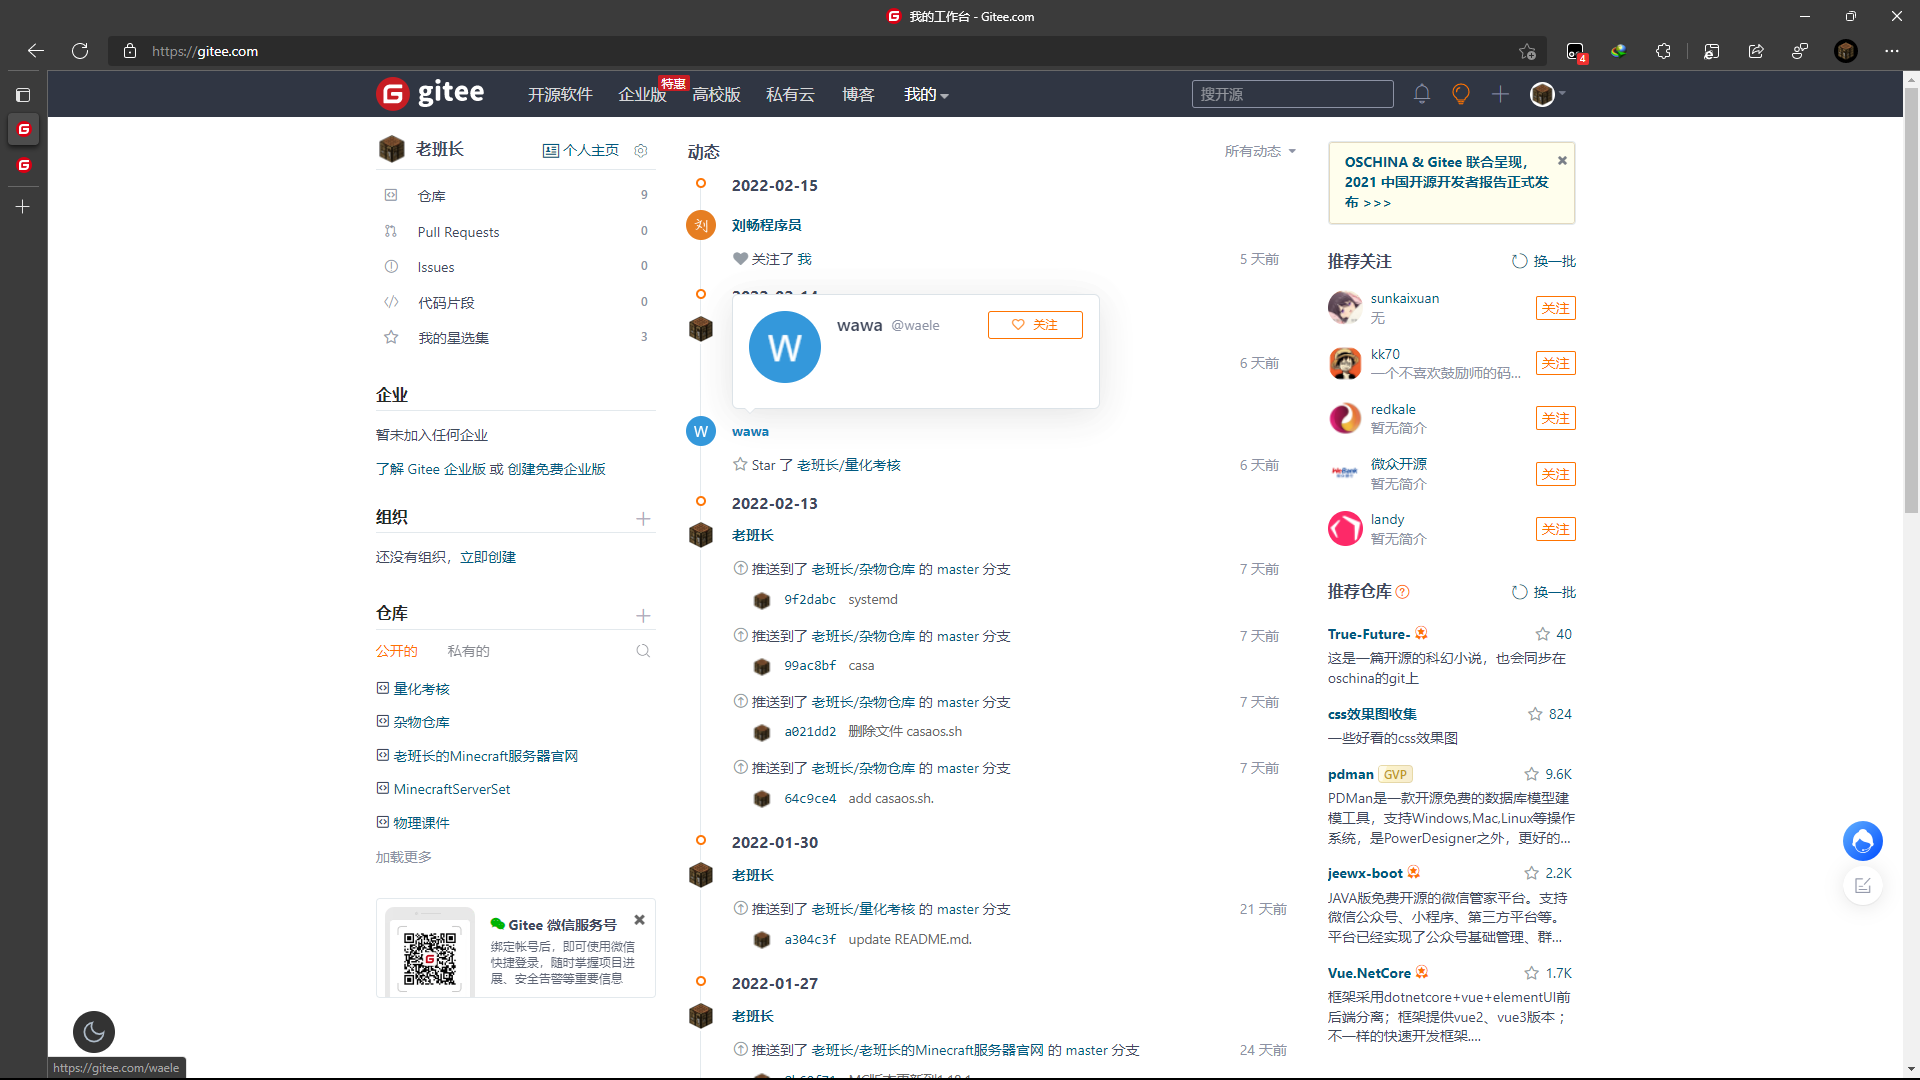 我的工作台 - Gitee.com
https://gitee.com
4
gitee
开源软件
企业版
特惠
高校版
私有云
博客
我的
搜开源
老班长
个人主页
仓库 9
Pull Requests 0
Issues 0
代码片段 0
我的星选集 3
企业
暂未加入任何企业
了解 Gitee 企业版 或 创建免费企业版
组织
还没有组织，立即创建
仓库
公开的 私有的
量化考核
杂物仓库
老班长的Minecraft服务器官网
MinecraftServerSet
物理课件
加载更多
Gitee 微信服务号
绑定帐号后，即可使用微信
快捷登录，随时掌握项目进
展、安全告警等重要信息
动态
所有动态
2022-02-15
刘
刘畅程序员
关注了 我 5 天前
2022-02-14
W
wawa @waele
关注
6 天前
W
wawa
Star 了 老班长/量化考核 6 天前
2022-02-13
老班长
推送到了 老班长/杂物仓库 的 master 分支 7 天前
9f2dabc systemd
推送到了 老班长/杂物仓库 的 master 分支 7 天前
99ac8bf casa
推送到了 老班长/杂物仓库 的 master 分支 7 天前
a021dd2 删除文件 casaos.sh
推送到了 老班长/杂物仓库 的 master 分支 7 天前
64c9ce4 add casaos.sh.
2022-01-30
老班长
推送到了 老班长/量化考核 的 master 分支 21 天前
a304c3f update README.md.
2022-01-27
老班长
推送到了 老班长/老班长的Minecraft服务器官网 的 master 分支 24 天前
OSCHINA & Gitee 联合呈现，
2021 中国开源开发者报告正式发
布 >>>
推荐关注 换一批
sunkaixuan
无
关注
kk70
一个不喜欢鼓励师的码...
关注
redkale
暂无简介
关注
微众开源
暂无简介
关注
landy
暂无简介
关注
推荐仓库 换一批
True-Future- 40
这是一篇开源的科幻小说，也会同步在
oschina的git上
css效果图收集 824
一些好看的css效果图
pdman GVP 9.6K
PDMan是一款开源免费的数据库模型建
模工具，支持Windows,Mac,Linux等操作
系统，是PowerDesigner之外，更好的...
jeewx-boot 2.2K
JAVA版免费开源的微信管家平台。支持
微信公众号、小程序、第三方平台等。
平台已经实现了公众号基础管理、群...
Vue.NetCore 1.7K
框架采用dotnetcore+vue+elementUI前
后端分离；框架提供vue2、vue3版本；
不一样的快速开发框架....
https://gitee.com/waele